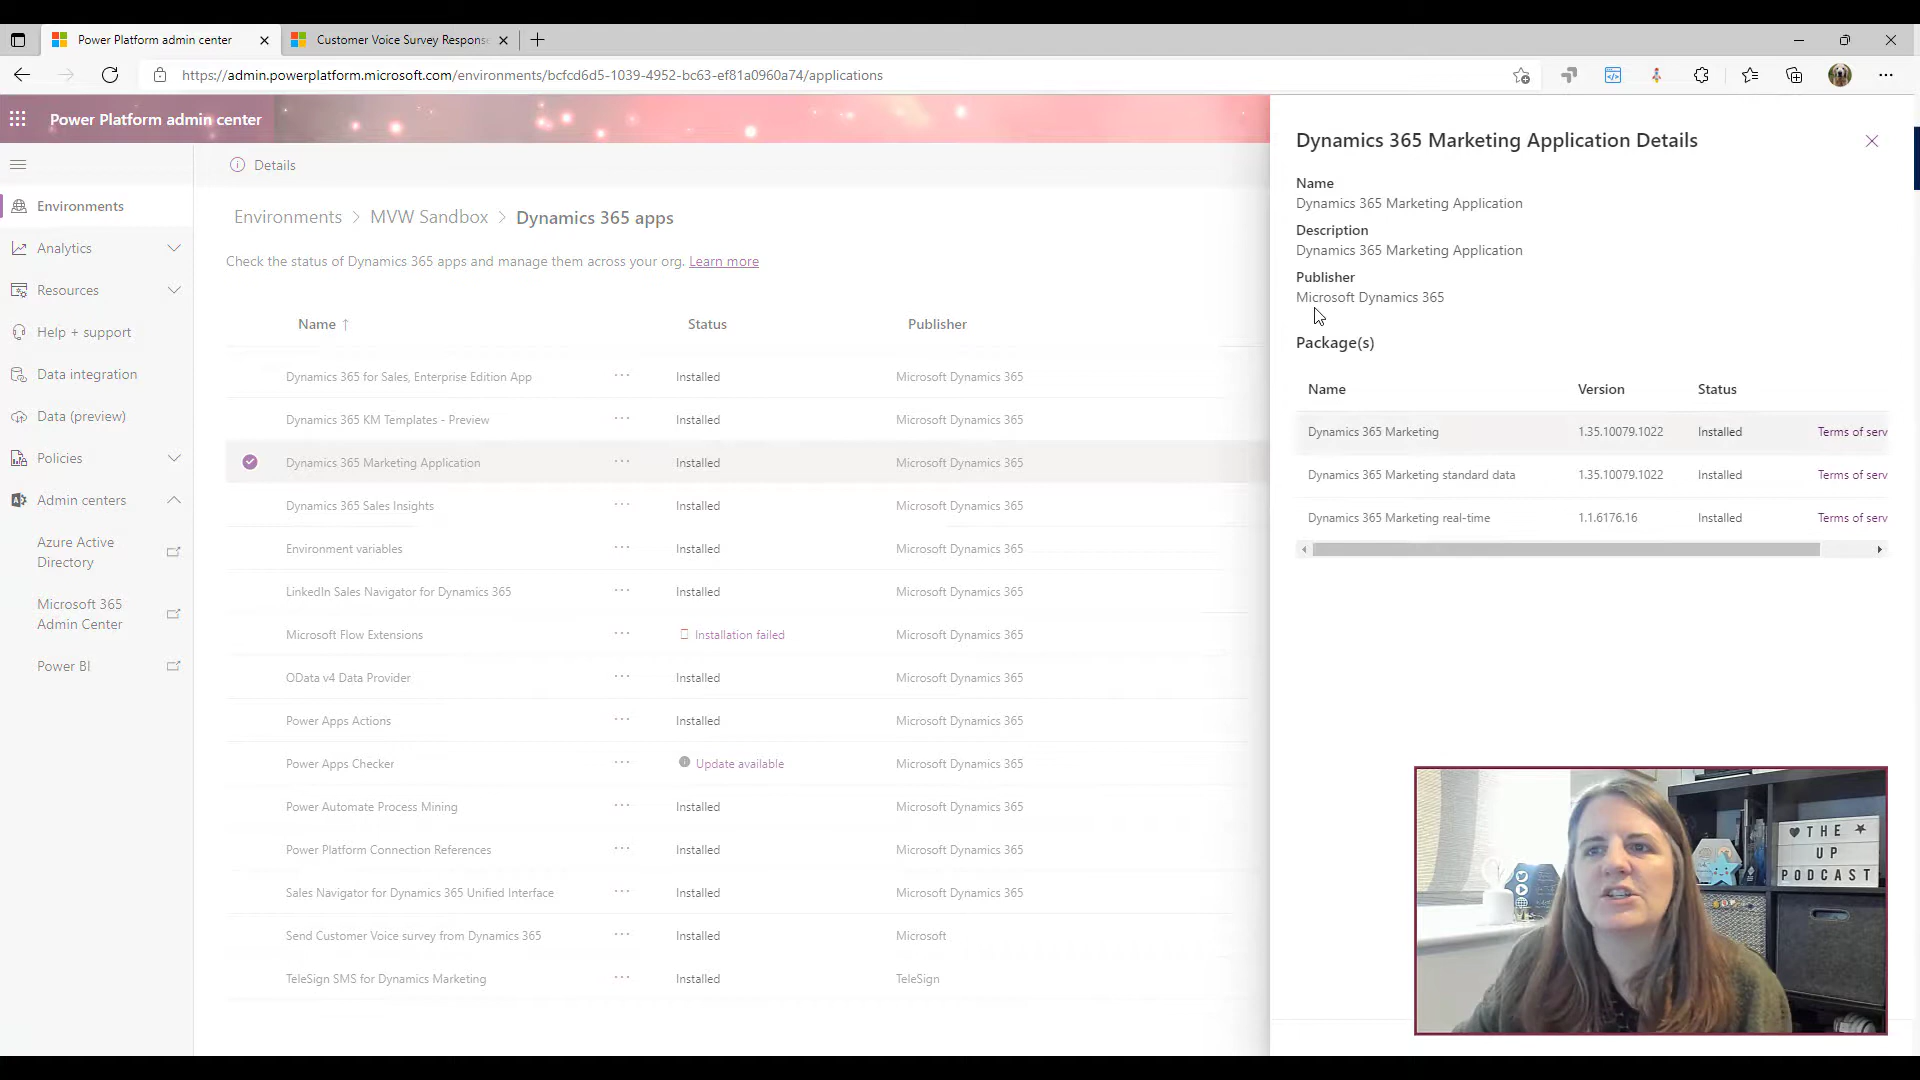 Power Platform admin center
Customer Voice Survey Respons
https://admin.powerplatform.microsoft.com/environments/bcfcd6d5-1039-4952-bc63-ef81a0960a74/applications
Power Platform admin center
Details
Environments
Analytics
Resources
Help + support
Data integration
Data (preview)
Policies
Admin centers
Azure Active
Directory
Microsoft 365
Admin Center
Power BI
Environments > MVW Sandbox > Dynamics 365 apps
Check the status of Dynamics 365 apps and manage them across your org. Learn more
Name ↑ Status Publisher
Dynamics 365 for Sales, Enterprise Edition App ... Installed Microsoft Dynamics 365
Dynamics 365 KM Templates - Preview ... Installed Microsoft Dynamics 365
Dynamics 365 Marketing Application ... Installed Microsoft Dynamics 365
Dynamics 365 Sales Insights ... Installed Microsoft Dynamics 365
Environment variables ... Installed Microsoft Dynamics 365
LinkedIn Sales Navigator for Dynamics 365 ... Installed Microsoft Dynamics 365
Microsoft Flow Extensions ... Installation failed Microsoft Dynamics 365
OData v4 Data Provider ... Installed Microsoft Dynamics 365
Power Apps Actions ... Installed Microsoft Dynamics 365
Power Apps Checker ... Update available Microsoft Dynamics 365
Power Automate Process Mining ... Installed Microsoft Dynamics 365
Power Platform Connection References ... Installed Microsoft Dynamics 365
Sales Navigator for Dynamics 365 Unified Interface ... Installed Microsoft Dynamics 365
Send Customer Voice survey from Dynamics 365 ... Installed Microsoft
TeleSign SMS for Dynamics Marketing ... Installed TeleSign
Dynamics 365 Marketing Application Details
Name
Dynamics 365 Marketing Application
Description
Dynamics 365 Marketing Application
Publisher
Microsoft Dynamics 365
Package(s)
Name Version Status
Dynamics 365 Marketing 1.35.10079.1022 Installed Terms of serv
Dynamics 365 Marketing standard data 1.35.10079.1022 Installed Terms of serv
Dynamics 365 Marketing real-time 1.1.6176.16 Installed Terms of serv
♥ THE ★
UP
PODCAST